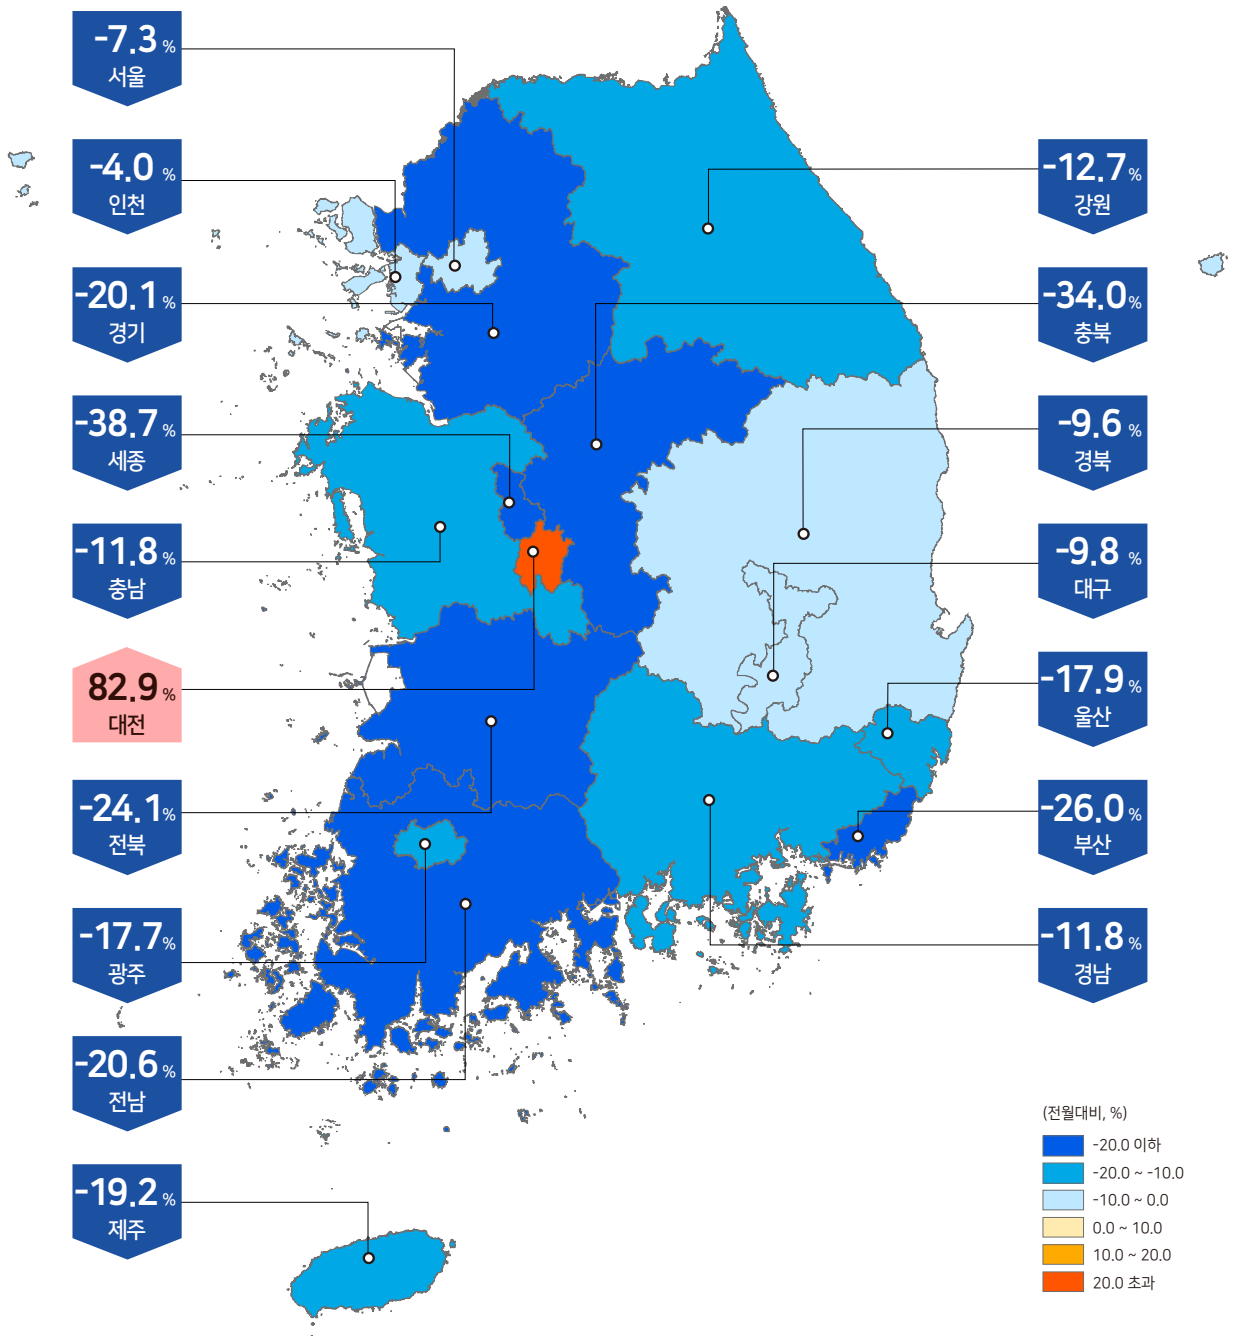 -7.3 %
서울
-4.0 %
인천
-20.1 %
경기
-38.7 %
세종
-11.8 %
충남
82.9 %
대전
-24.1 %
전북
-17.7 %
광주
-20.6 %
전남
-19.2 %
제주
-12.7 %
강원
-34.0 %
충북
-9.6 %
경북
-9.8 %
대구
-17.9 %
울산
-26.0 %
부산
-11.8 %
경남
(전월대비, %)
-20.0 이하
-20.0 ~ -10.0
-10.0 ~ 0.0
0.0 ~ 10.0
10.0 ~ 20.0
20.0 초과